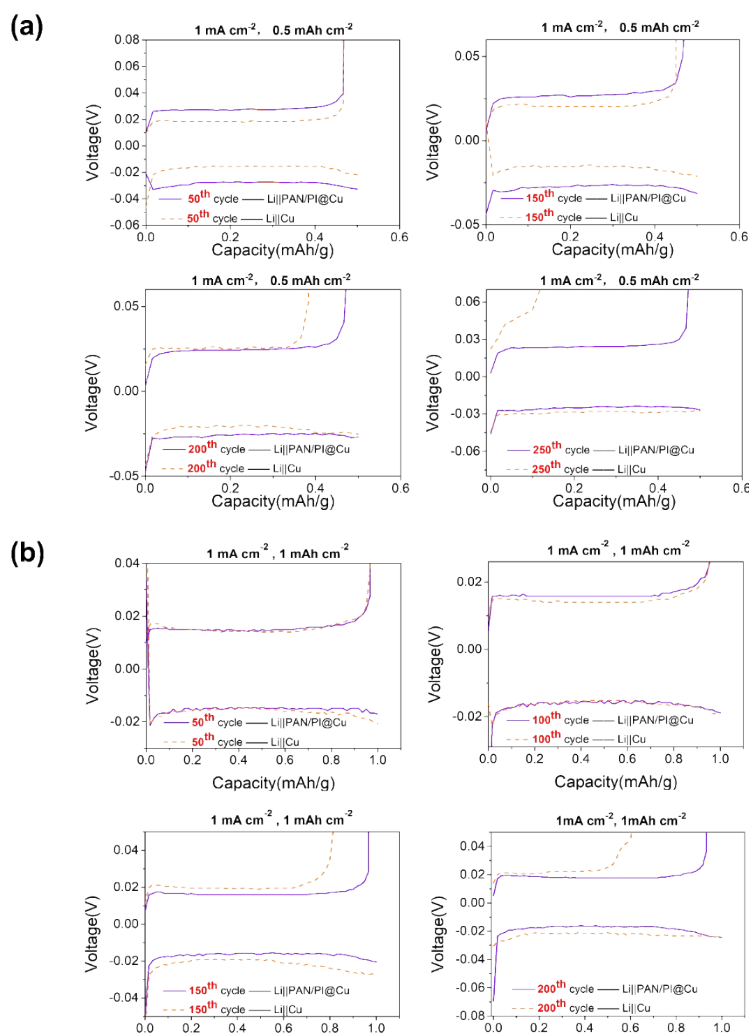 (a)
1 mA cm-2, 0.5 mAh cm-2
0.08
0.06
0.04
0.02
0.00
-0.02
-0.04
-0.06
Voltage(V)
50th cycle — Li||PAN/PI@Cu
50th cycle — Li||Cu
0.0 0.2 0.4 0.6
Capacity(mAh/g)
1 mA cm-2, 0.5 mAh cm-2
0.05
0.00
-0.05
Voltage(V)
150th cycle — Li||PAN/PI@Cu
150th cycle — Li||Cu
0.0 0.2 0.4 0.6
Capacity(mAh/g)
1 mA cm-2, 0.5 mAh cm-2
0.05
0.00
-0.05
Voltage(V)
200th cycle — Li||PAN/PI@Cu
200th cycle — Li||Cu
0.0 0.2 0.4 0.6
Capacity(mAh/g)
1 mA cm-2, 0.5 mAh cm-2
0.06
0.03
0.00
-0.03
-0.06
Voltage(V)
250th cycle — Li||PAN/PI@Cu
250th cycle — Li||Cu
0.0 0.2 0.4 0.6
Capacity(mAh/g)
(b)
1 mA cm-2 , 1 mAh cm-2
0.04
0.02
0.00
-0.02
Voltage(V)
50th cycle — Li||PAN/PI@Cu
50th cycle — Li||Cu
0.0 0.2 0.4 0.6 0.8 1.0
Capacity(mAh/g)
1 mA cm-2 , 1 mAh cm-2
0.02
0.00
-0.02
Voltage(V)
100th cycle — Li||PAN/PI@Cu
100th cycle — Li||Cu
0.0 0.2 0.4 0.6 0.8 1.0
Capacity(mAh/g)
1 mA cm-2 , 1 mAh cm-2
0.04
0.02
0.00
-0.02
-0.04
Voltage(V)
150th cycle — Li||PAN/PI@Cu
150th cycle — Li||Cu
0.0 0.2 0.4 0.6 0.8 1.0
Capacity(mAh/g)
1mA cm-2, 1mAh cm-2
0.04
0.02
0.00
-0.02
-0.04
-0.06
-0.08
Voltage(V)
200th cycle — Li||PAN/PI@Cu
200th cycle — Li||Cu
0.0 0.2 0.4 0.6 0.8 1.0
Capacity(mAh/g)